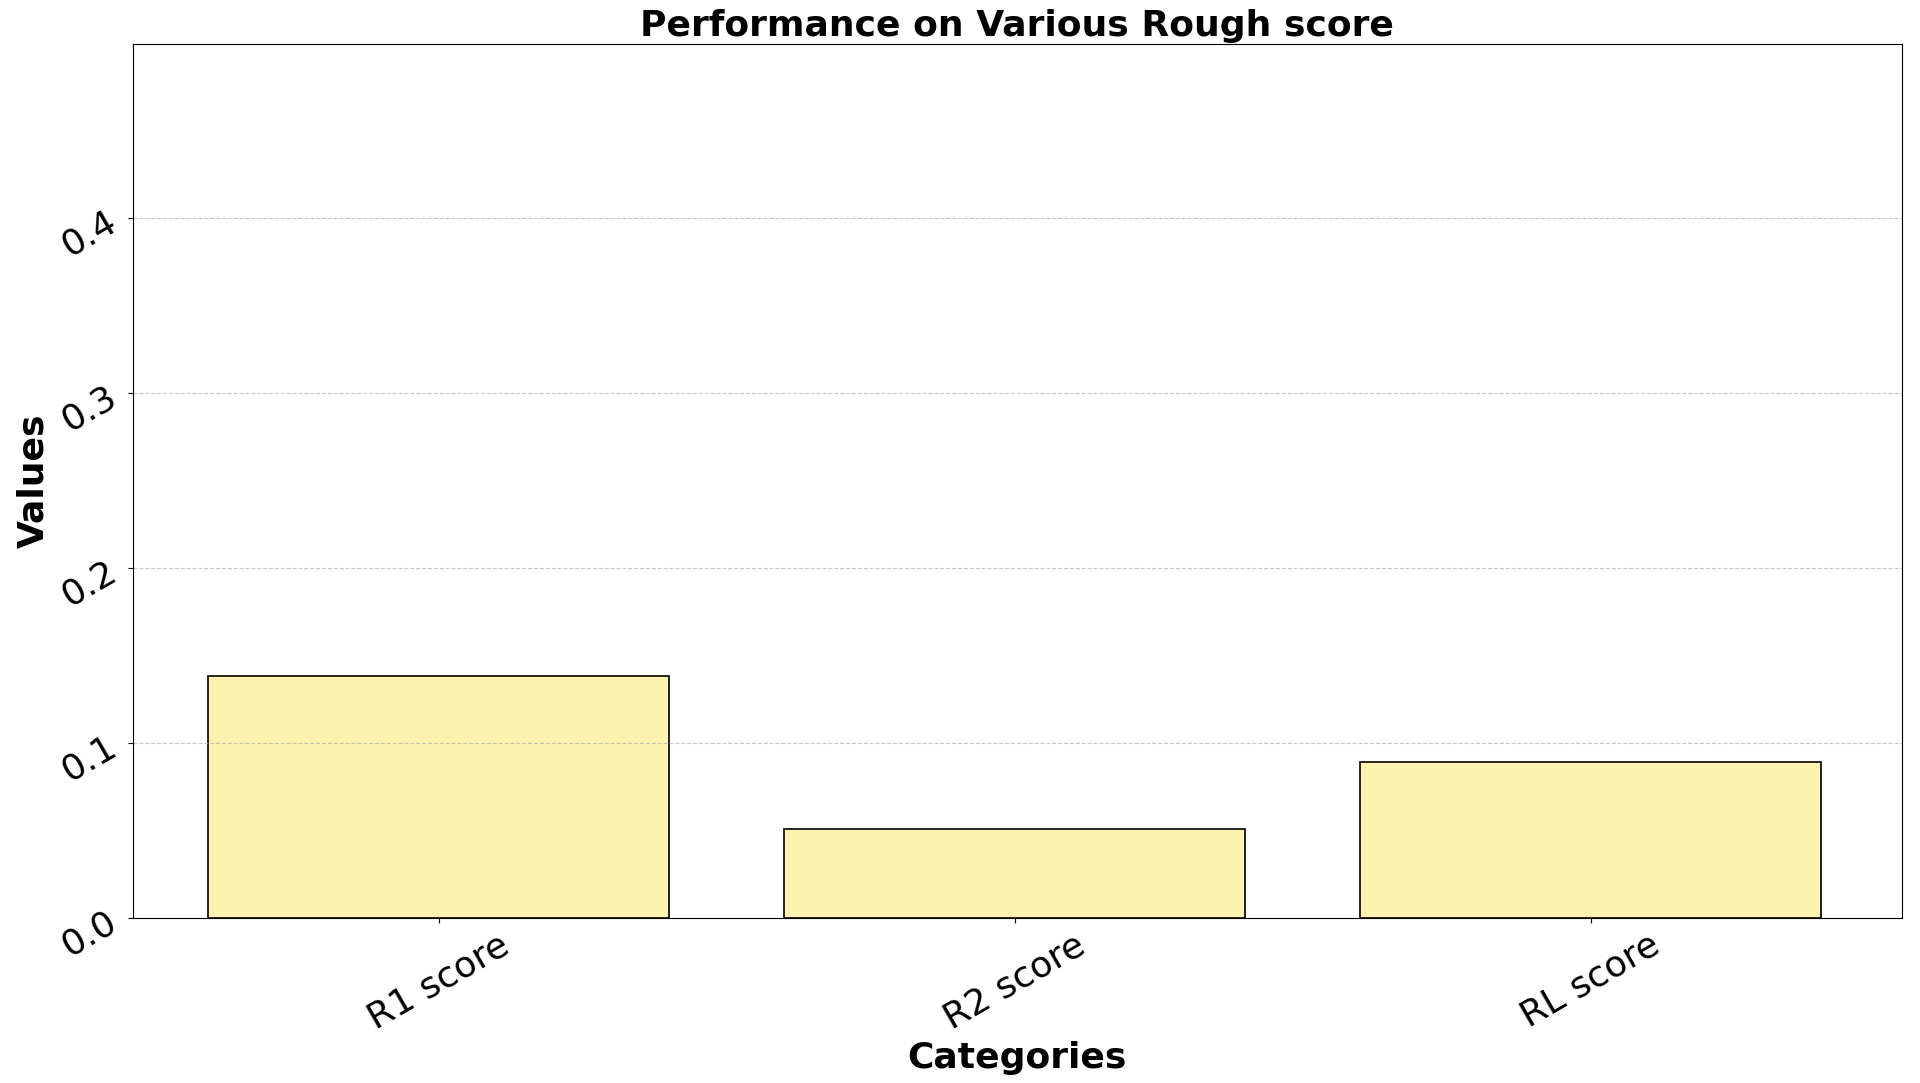 Performance on Various Rough score
Values
0.4
0.3
0.2
0.1
0.0
R1 score
R2 score
RL score
Categories